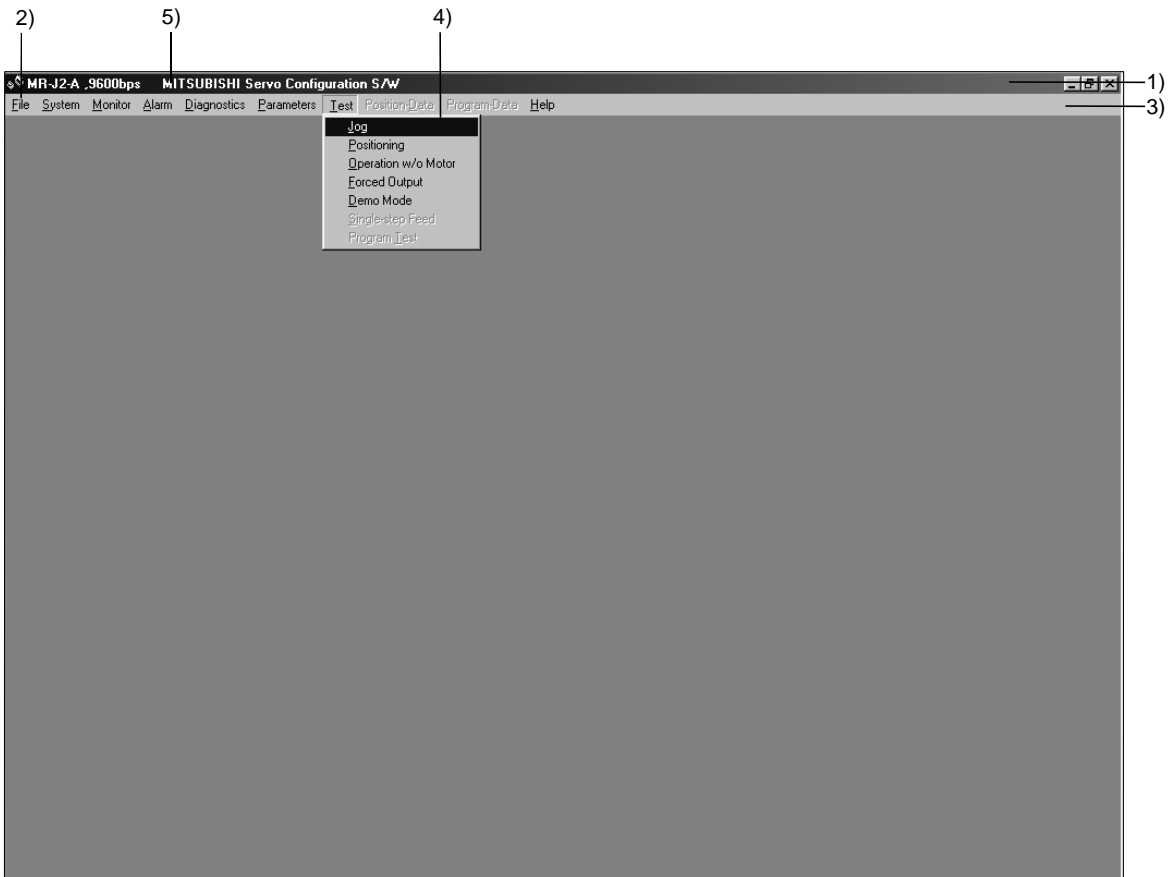 2) 5) 4)
MR-J2-A ,9600bps MITSUBISHI Servo Configuration S/W
1)
File System Monitor Alarm Diagnostics Parameters Test Position-Data Program-Data Help
3)
Jog
Positioning
Operation w/o Motor
Forced Output
Demo Mode
Single-step Feed
Program Test